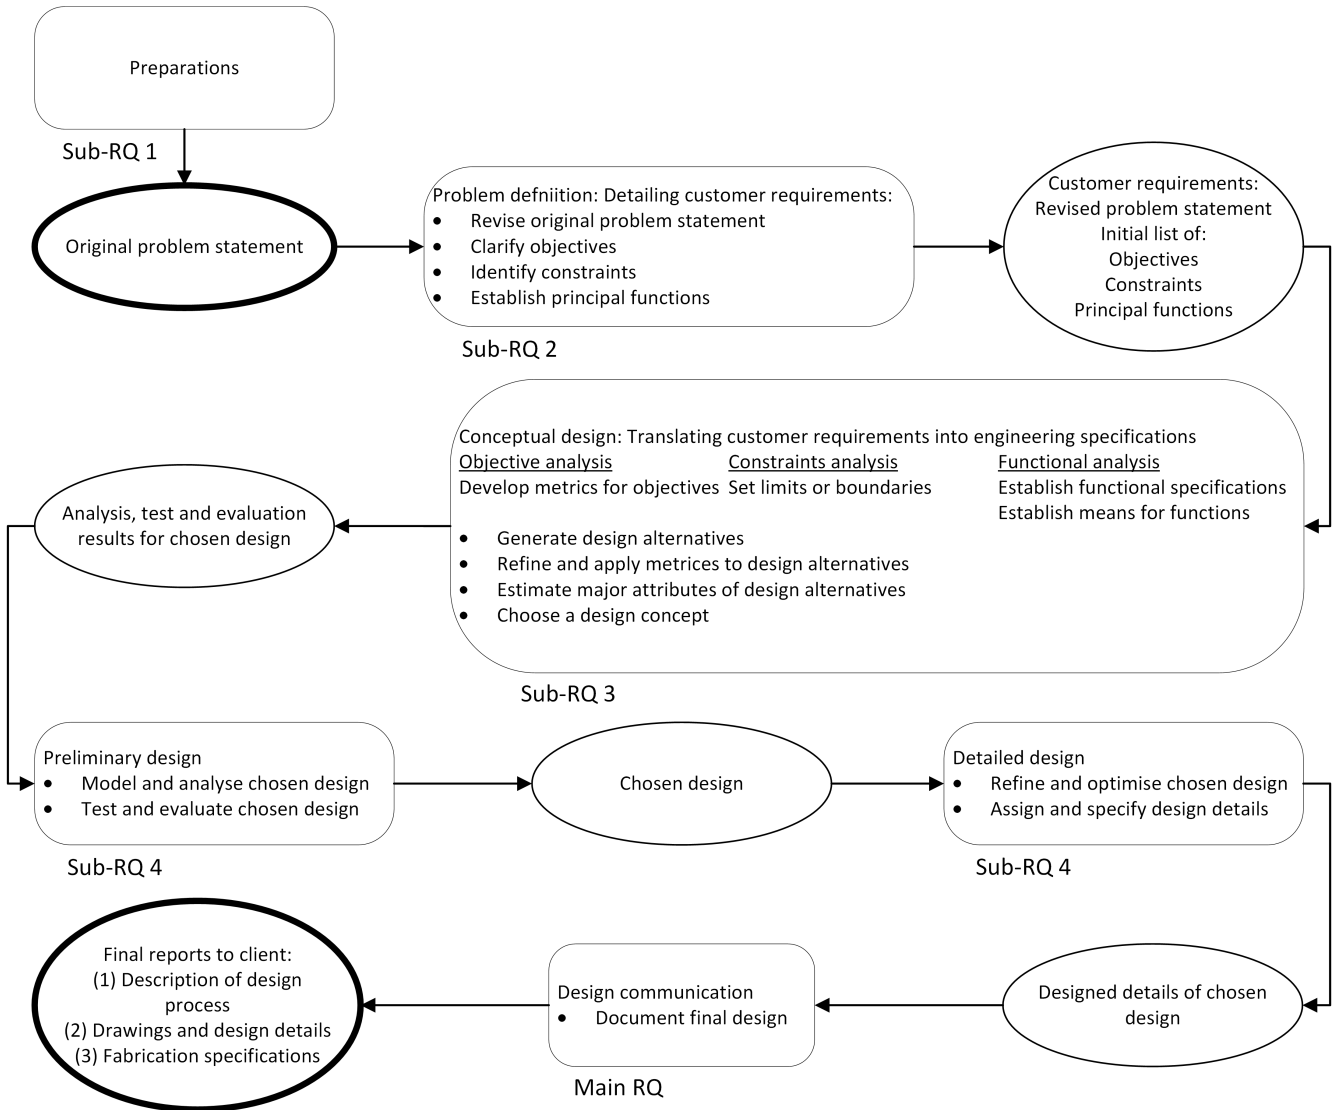 Preparations
Sub-RQ 1
Original problem statement
Problem defniition: Detailing customer requirements:
• Revise original problem statement
• Clarify objectives
• Identify constraints
• Establish principal functions
Sub-RQ 2
Customer requirements:
Revised problem statement
Initial list of:
Objectives
Constraints
Principal functions
Conceptual design: Translating customer requirements into engineering specifications
Objective analysis Constraints analysis Functional analysis
Develop metrics for objectives Set limits or boundaries Establish functional specifications
Establish means for functions
• Generate design alternatives
• Refine and apply metrices to design alternatives
• Estimate major attributes of design alternatives
• Choose a design concept
Sub-RQ 3
Analysis, test and evaluation
results for chosen design
Preliminary design
• Model and analyse chosen design
• Test and evaluate chosen design
Sub-RQ 4
Chosen design
Detailed design
• Refine and optimise chosen design
• Assign and specify design details
Sub-RQ 4
Designed details of chosen
design
Design communication
• Document final design
Main RQ
Final reports to client:
(1) Description of design
process
(2) Drawings and design details
(3) Fabrication specifications